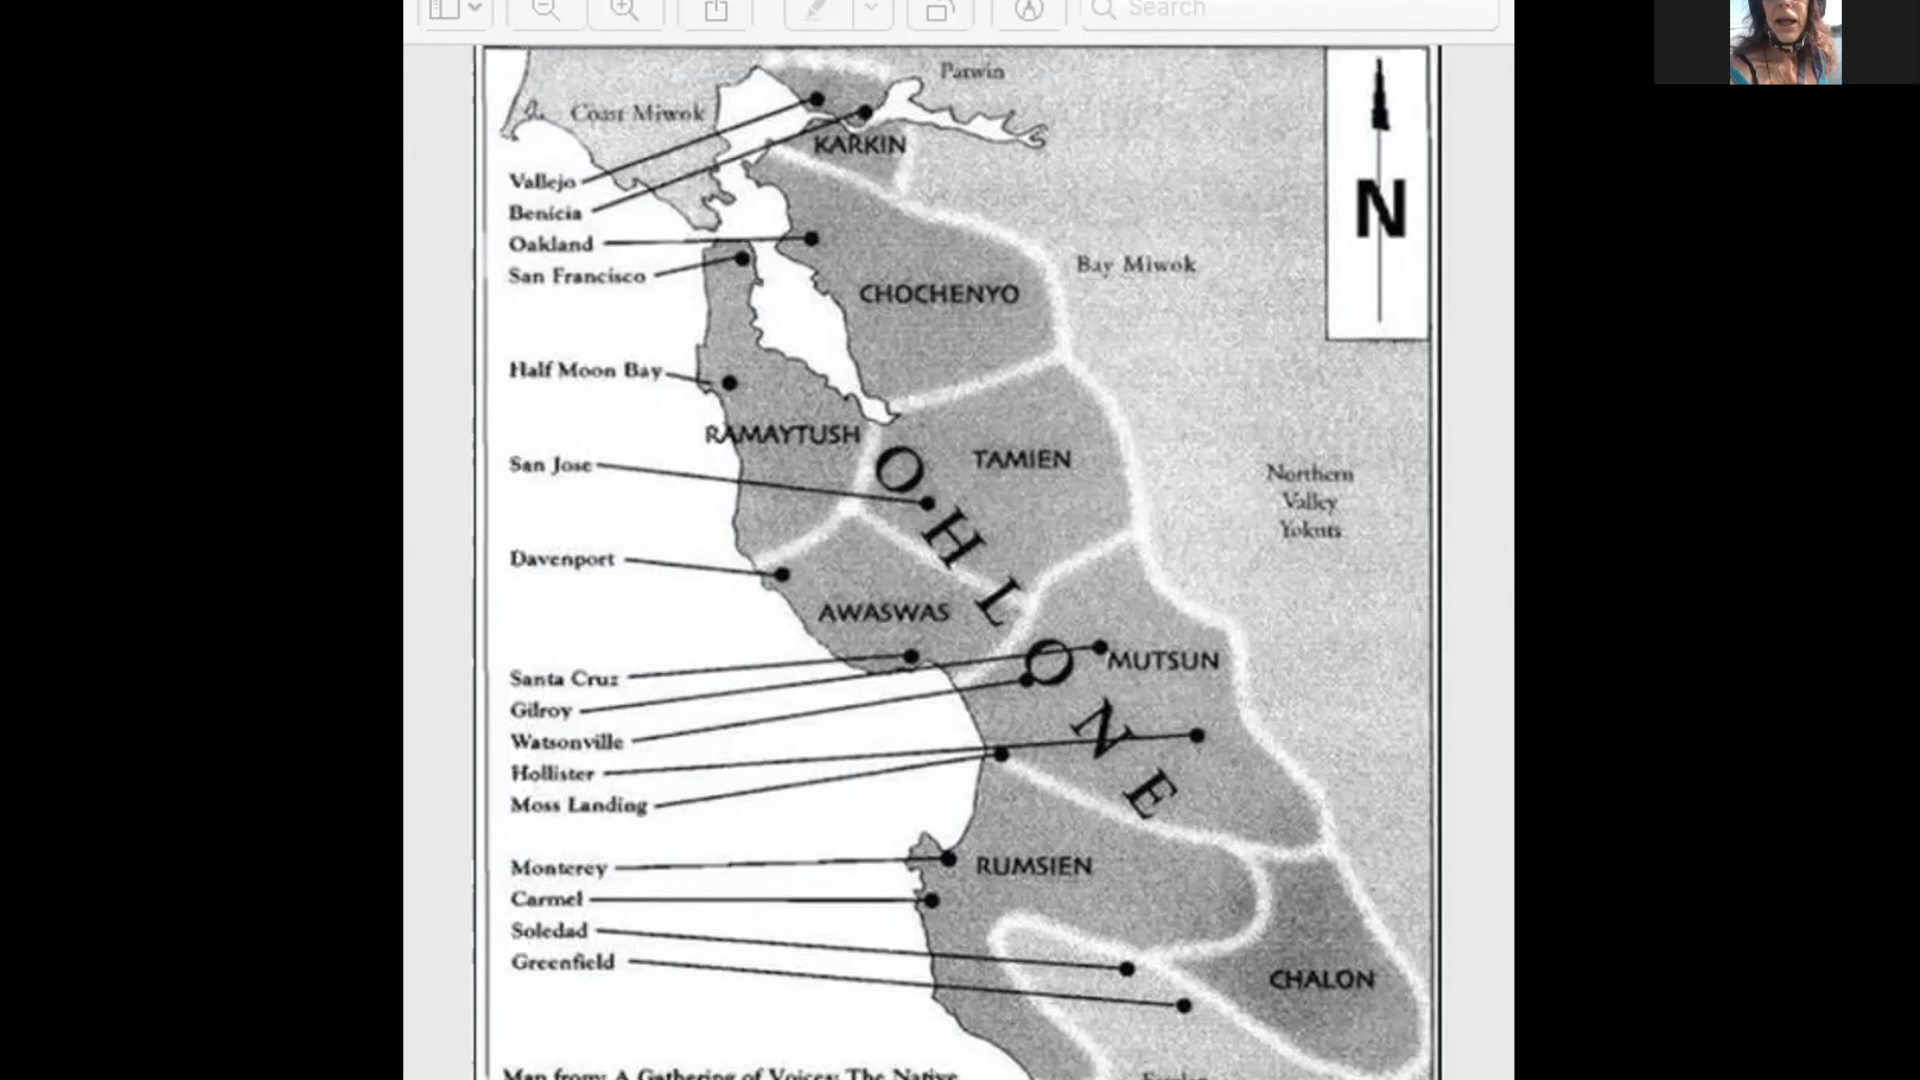 Search
Patwin
Coast Miwok
KARKIN
Vallejo
Benicia
Oakland
San Francisco
Bay Miwok
CHOCHENYO
N
Half Moon Bay
RAMAYTUSH
TAMIEN
San Jose
Northern
Valley
Yokuts
OHLONE
Davenport
AWASWAS
MUTSUN
Santa Cruz
Gilroy
Watsonville
Hollister
Moss Landing
Monterey
RUMSIEN
Carmel
Soledad
Greenfield
CHALON
Map from: A Gathering of Voices: The Native